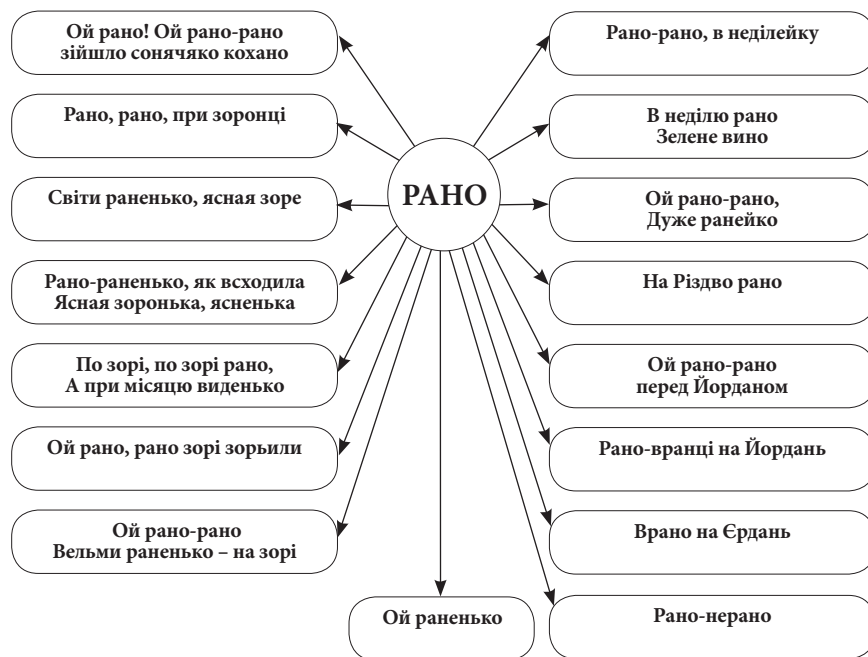 Ой рано! Ой рано-рано
зійшло сонячяко кохано
Рано, рано, при зоронці
Світи раненько, ясная зоре
Рано-раненько, як всходила
Ясная зоронька, ясненька
По зорі, по зорі рано,
А при місяцю виденько
Ой рано, рано зорі зорьили
Ой рано-рано
Вельми раненько – на зорі
РАНО
Рано-рано, в неділейку
В неділю рано
Зелене вино
Ой рано-рано,
Дуже ранейко
На Різдво рано
Ой рано-рано
перед Йорданом
Рано-вранці на Йордань
Врано на Єрдань
Ой раненько
Рано-нерано